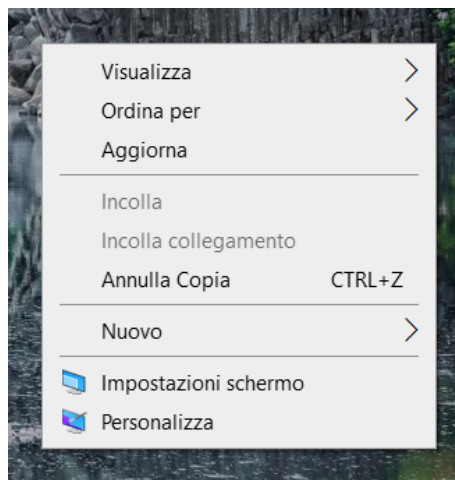 Visualizza
Ordina per
Aggiorna
Incolla
Incolla collegamento
Annulla Copia CTRL+Z
Nuovo
Impostazioni schermo
Personalizza